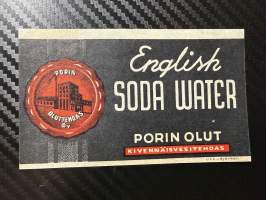 PORIN
OLUTTEHDAS
O·Y
English
SODA WATER
PORIN OLUT
KIVENNÄISVESITEHDAS